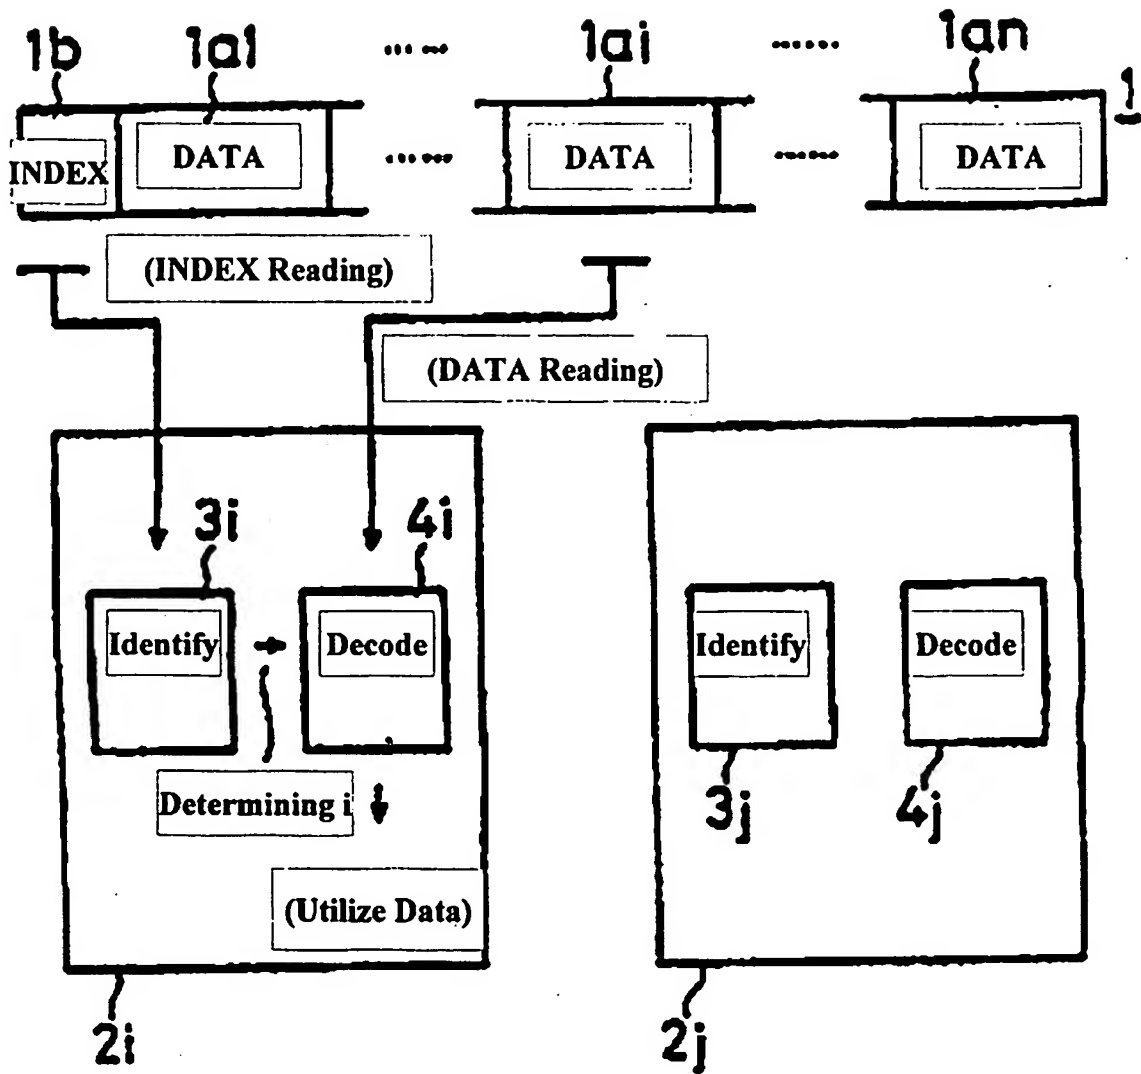 1b 1a1 ..... 1ai ...... 1an
1
INDEX DATA ...... DATA ...... DATA
(INDEX Reading)
(DATA Reading)
3i 4i
Identify Decode Identify Decode
Determining i
3j 4j
(Utilize Data)
2i 2j